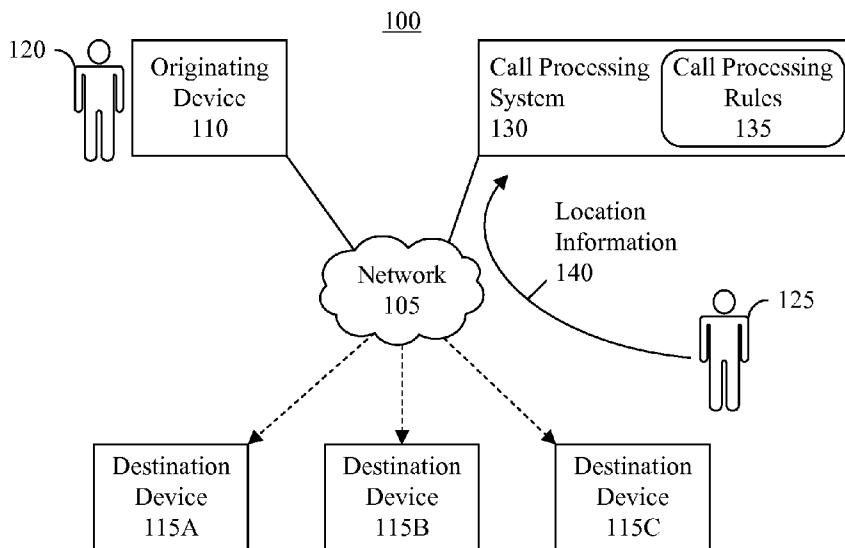 100
120
Originating
Device
110
Call Processing
System
130
Call Processing
Rules
135
Location
Information
140
Network
105
125
Destination
Device
115A
Destination
Device
115B
Destination
Device
115C